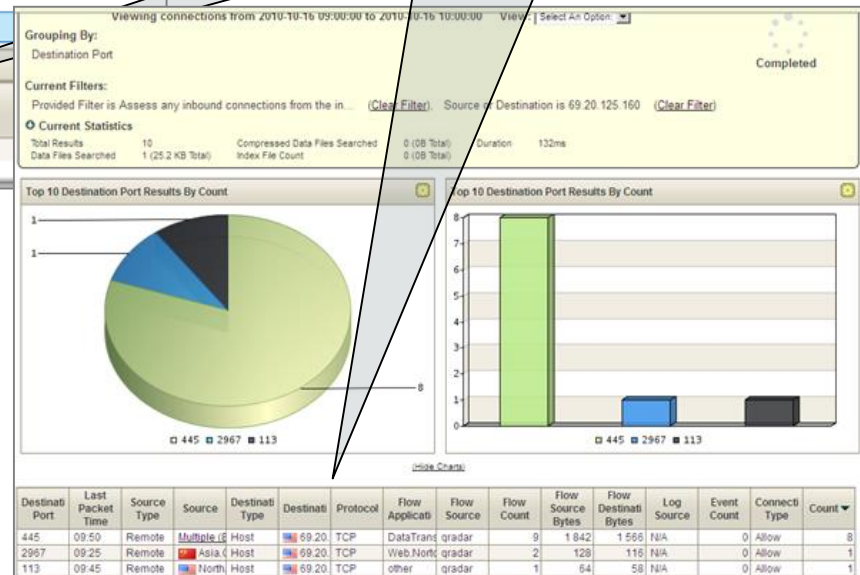 Viewing connections from 2010-10-16 09:00:00 to 2010-10-16 10:00:00 View: Select An Option:
Grouping By:
Destination Port
Completed
Current Filters:
Provided Filter is Assess any inbound connections from the in... (Clear Filter). Source or Destination is 69.20.125.160 (Clear Filter)
Current Statistics
Total Results 10 Compressed Data Files Searched 0 (0B Total) Duration 132ms
Data Files Searched 1 (25.2 KB Total) Index File Count 0 (0B Total)
Top 10 Destination Port Results By Count
1
1
8
445 2967 113
Top 10 Destination Port Results By Count
8
7
6
5
4
3
2
1
0
445 2967 113
(Hide Charts)
Destinati Port Last Packet Time Source Type Source Destinati Type Destinati Protocol Flow Applicati Flow Source Flow Count Flow Source Bytes Flow Destinati Bytes Log Source Event Count Connecti Type Count
445 09:50 Remote Multiple (8 Host 69.20. TCP DataTrans qradar 9 1 842 1 566 N/A 0 Allow 8
2967 09:25 Remote Asia.( Host 69.20. TCP Web.Nortc qradar 2 128 116 N/A 0 Allow 1
113 09:45 Remote North Host 69.20. TCP other qradar 1 64 58 N/A 0 Allow 1